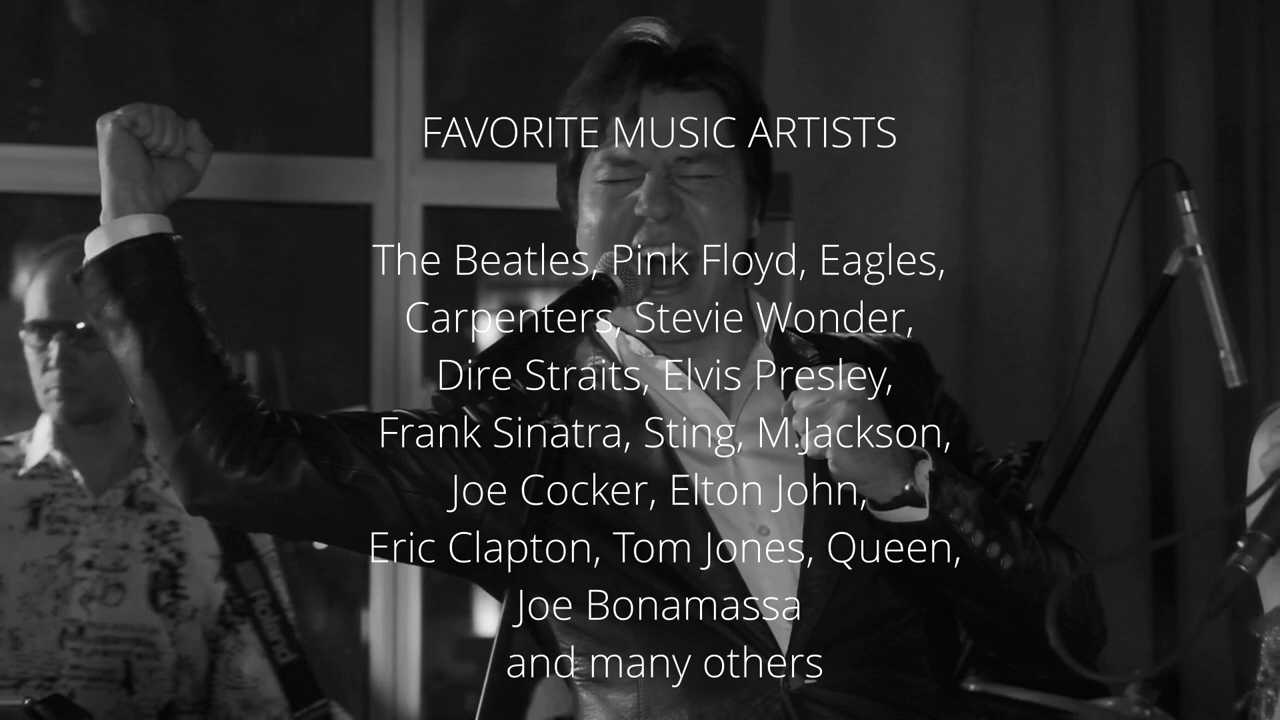 FAVORITE MUSIC ARTISTS
The Beatles, Pink Floyd, Eagles,
Carpenters, Stevie Wonder,
Dire Straits, Elvis Presley,
Frank Sinatra, Sting, M.Jackson,
Joe Cocker, Elton John,
Eric Clapton, Tom Jones, Queen,
Joe Bonamassa
and many others
Roland